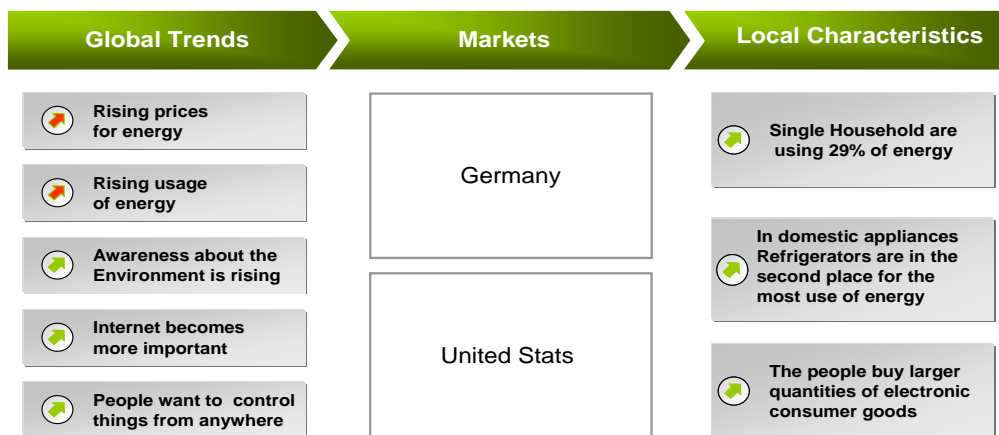 Global Trends
Markets
Local Characteristics
Rising prices
for energy
Rising usage
of energy
Awareness about the
Environment is rising
Internet becomes
more important
People want to control
things from anywhere
Germany
United Stats
Single Household are
using 29% of energy
In domestic appliances
Refrigerators are in the
second place for the
most use of energy
The people buy larger
quantities of electronic
consumer goods